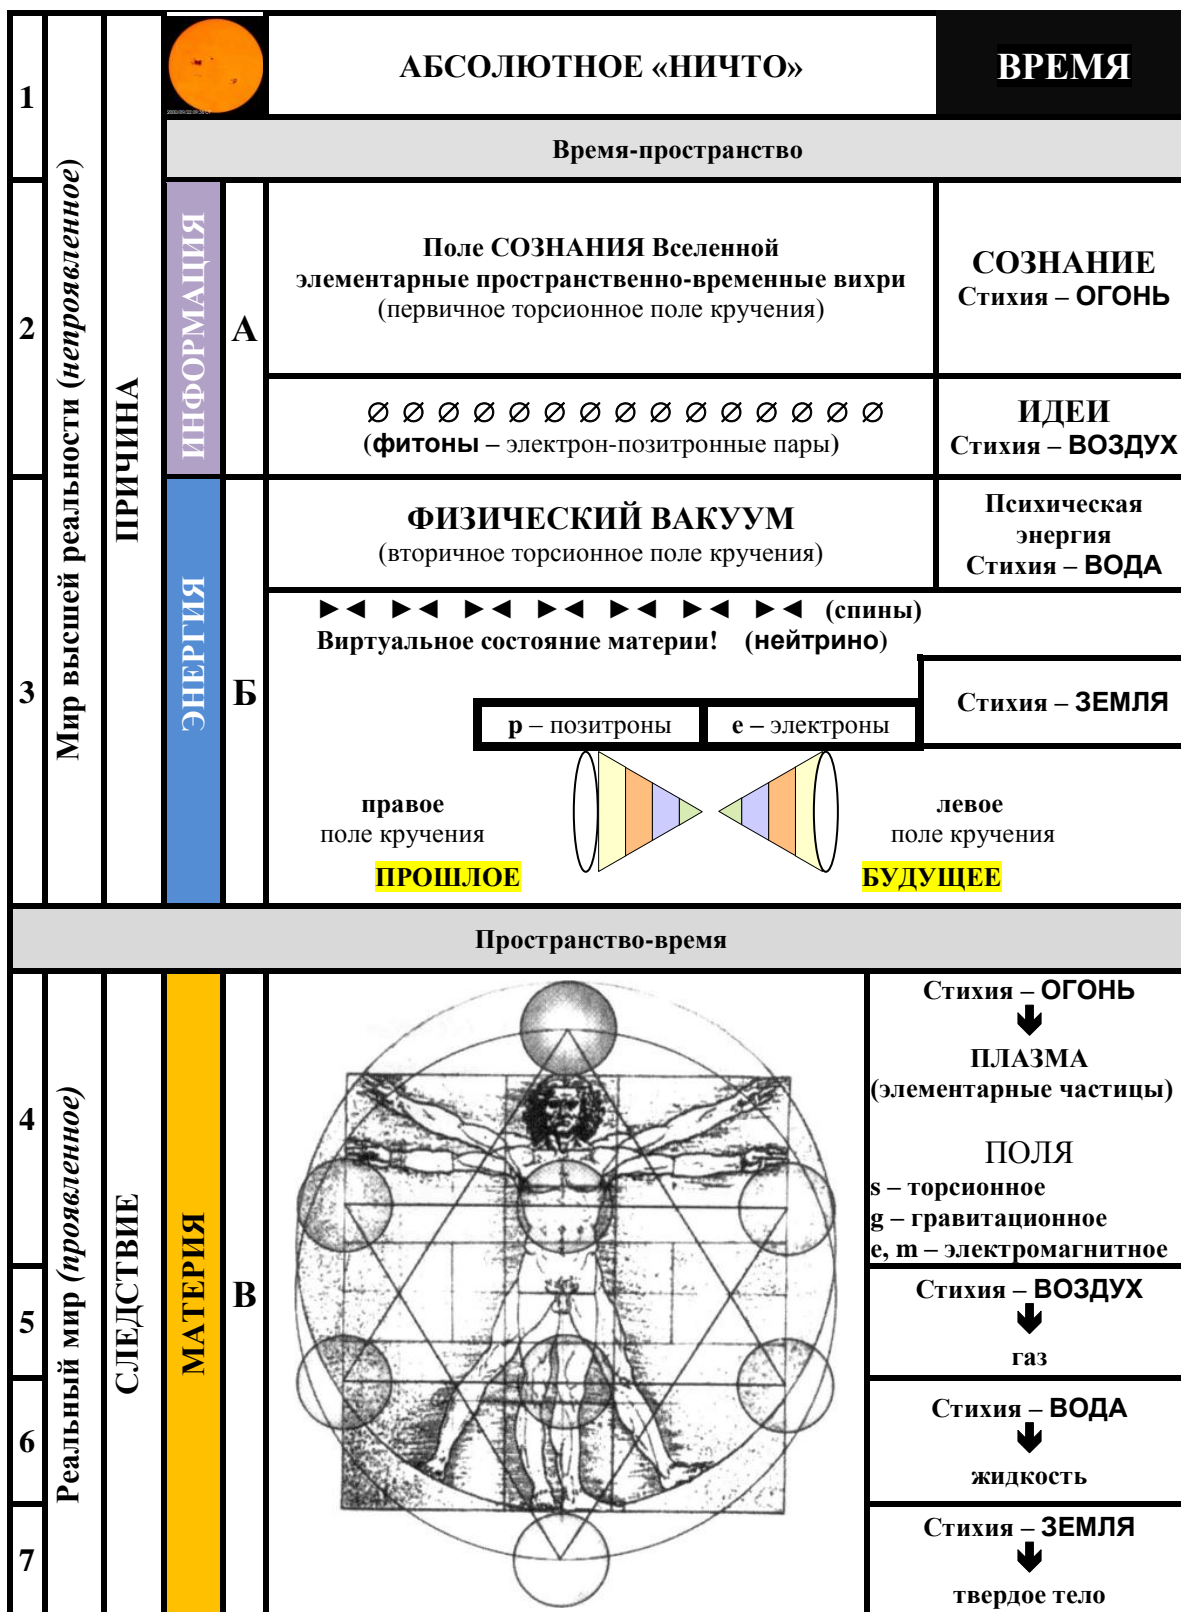 1
АБСОЛЮТНОЕ «НИЧТО»
ВРЕМЯ
Время-пространство
Мир высшей реальности (непроявленное)
ПРИЧИНА
2
ИНФОРМАЦИЯ
А
Поле СОЗНАНИЯ Вселенной
элементарные пространственно-временные вихри
(первичное торсионное поле кручения)
СОЗНАНИЕ
Стихия – ОГОНЬ
∅ ∅ ∅ ∅ ∅ ∅ ∅ ∅ ∅ ∅ ∅ ∅ ∅ ∅ ∅
(фитоны – электрон-позитронные пары)
ИДЕИ
Стихия – ВОЗДУХ
3
ЭНЕРГИЯ
Б
ФИЗИЧЕСКИЙ ВАКУУМ
(вторичное торсионное поле кручения)
Психическая
энергия
Стихия – ВОДА
►◄ ►◄ ►◄ ►◄ ►◄ ►◄ ►◄ (спины)
Виртуальное состояние материи! (нейтрино)
Стихия – ЗЕМЛЯ
р – позитроны
е – электроны
правое
поле кручения
ПРОШЛОЕ
левое
поле кручения
БУДУЩЕЕ
Пространство-время
Реальный мир (проявленное)
СЛЕДСТВИЕ
МАТЕРИЯ
В
4
Стихия – ОГОНЬ
ПЛАЗМА
(элементарные частицы)
ПОЛЯ
s – торсионное
g – гравитационное
e, m – электромагнитное
5
Стихия – ВОЗДУХ
газ
6
Стихия – ВОДА
жидкость
7
Стихия – ЗЕМЛЯ
твердое тело